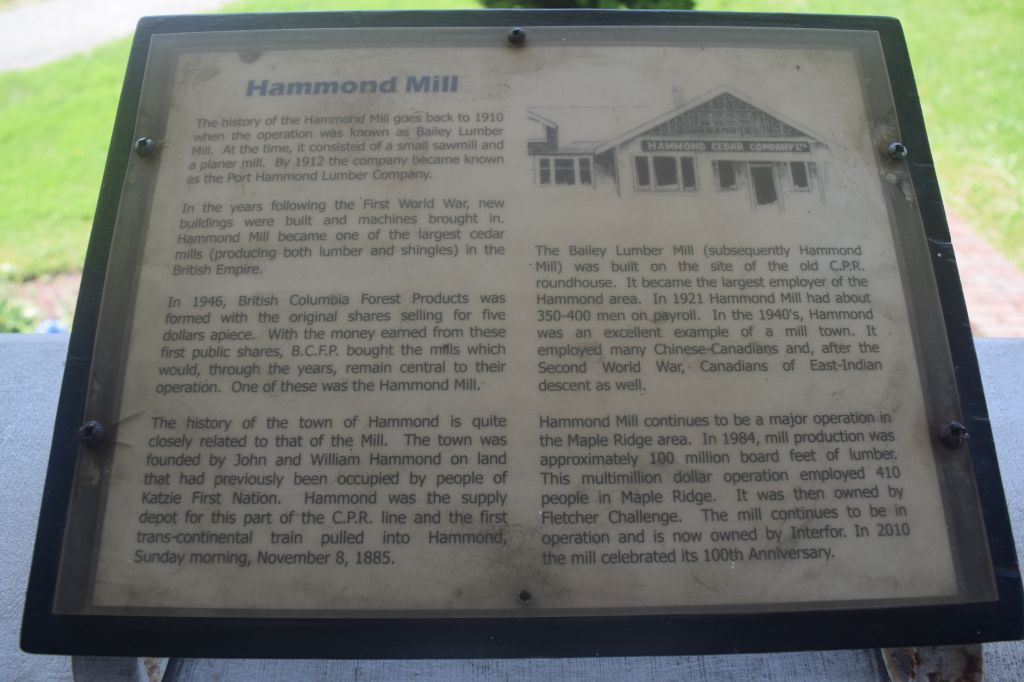 Hammond Mill
The history of the Hammond Mill goes back to 1910
when the operation was known as Bailey Lumber
Mill. At the time, it consisted of a small sawmill and
a planer mill. By 1912 the company became known
as the Port Hammond Lumber Company.
In the years following the First World War, new
buildings were built and machines brought in.
Hammond Mill became one of the largest cedar
mills (producing both lumber and shingles) in the
British Empire.
In 1946, British Columbia Forest Products was
formed with the original shares selling for five
dollars apiece. With the money earned from these
first public shares, B.C.F.P. bought the mills which
would, through the years, remain central to their
operation. One of these was the Hammond Mill.
The history of the town of Hammond is quite
closely related to that of the Mill. The town was
founded by John and William Hammond on land
that had previously been occupied by people of
Katzie First Nation. Hammond was the supply
depot for this part of the C.P.R. line and the first
trans-continental train pulled into Hammond,
Sunday morning, November 8, 1885.
HAMMOND CEDAR COMPANY LTD
The Bailey Lumber Mill (subsequently Hammond
Mill) was built on the site of the old C.P.R.
roundhouse. It became the largest employer of the
Hammond area. In 1921 Hammond Mill had about
350-400 men on payroll. In the 1940's, Hammond
was an excellent example of a mill town. It
employed many Chinese-Canadians and, after the
Second World War, Canadians of East-Indian
descent as well.
Hammond Mill continues to be a major operation in
the Maple Ridge area. In 1984, mill production was
approximately 100 million board feet of lumber.
This multimillion dollar operation employed 410
people in Maple Ridge. It was then owned by
Fletcher Challenge. The mill continues to be in
operation and is now owned by Interfor. In 2010
the mill celebrated its 100th Anniversary.